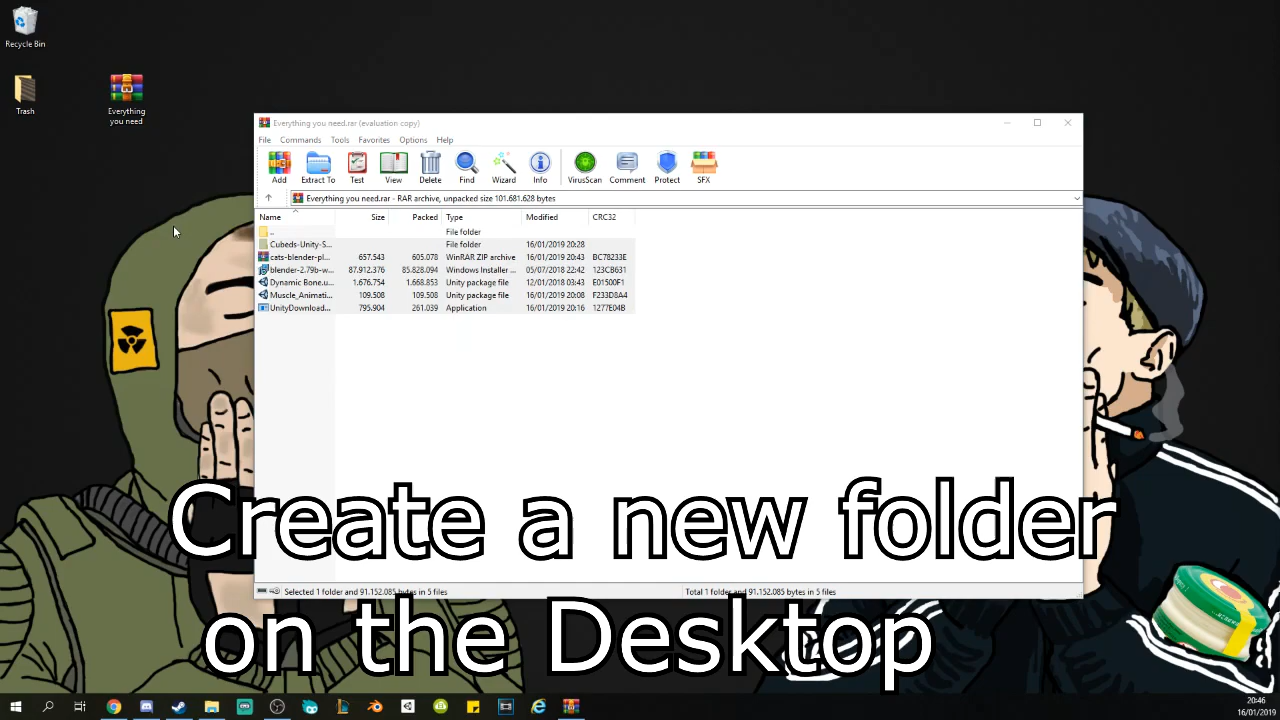 Recycle Bin
Trash
Everything
you need
Everything you need.rar (evaluation copy)
File Commands Tools Favorites Options Help
Add Extract To Test View Delete Find Wizard Info VirusScan Comment Protect SFX
Everything you need.rar - RAR archive, unpacked size 101.681.628 bytes
Name Size Packed Type Modified CRC32
.. File folder
Cubeds-Unity-S... File folder 16/01/2019 20:28
cats-blender-pl... 657.543 605.078 WinRAR ZIP archive 16/01/2019 20:43 BC78233E
blender-2.79b-w... 87.912.376 85.828.094 Windows Installer ... 05/07/2018 22:42 123CB631
Dynamic Bone.u... 1.676.754 1.668.853 Unity package file 12/01/2018 03:43 E01500F1
Muscle_Animati... 109.508 109.508 Unity package file 16/01/2019 20:08 F233D8A4
UnityDownload... 795.904 261.039 Application 16/01/2019 20:16 1277E04B
Create a new folder
Selected 1 folder and 91.152.085 bytes in 5 files Total 1 folder and 91.152.085 bytes in 5 files
on the Desktop
20:46
16/01/2019